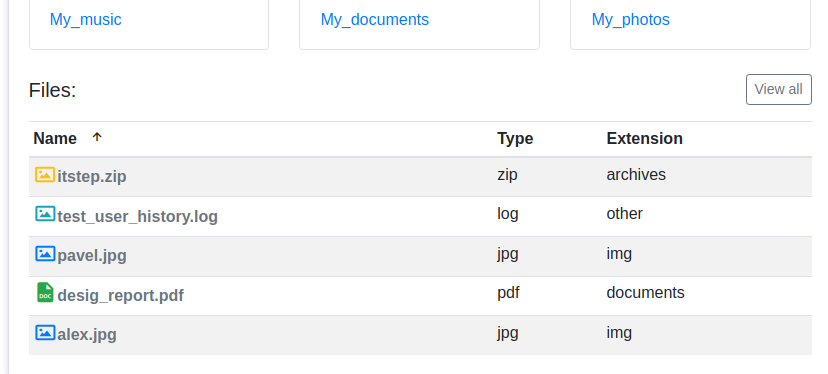 My_music My_documents My_photos
Files: View all
Name Type Extension
itstep.zip zip archives
test_user_history.log log other
pavel.jpg jpg img
DOC desig_report.pdf pdf documents
alex.jpg jpg img